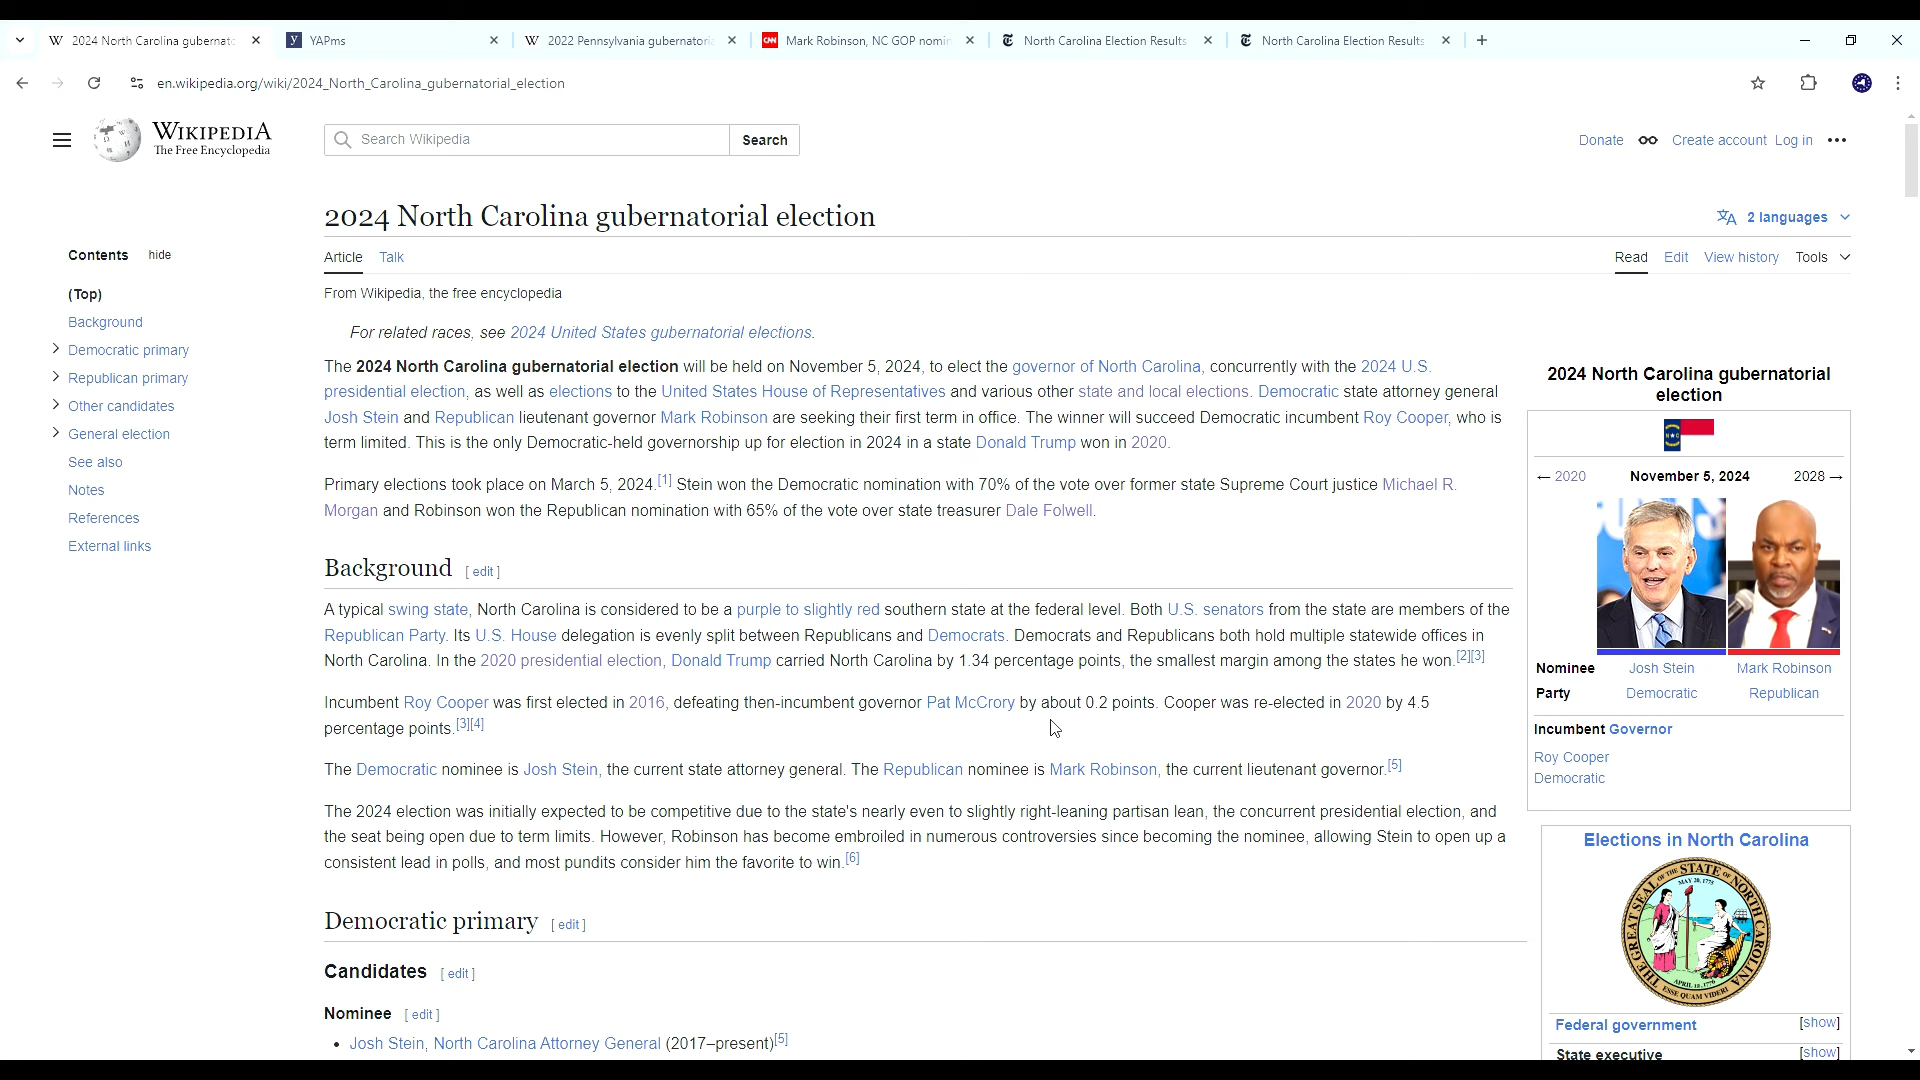 2024 North Carolina gubernato
YAPms
2022 Pennsylvania gubernatoria
CNN Mark Robinson, NC GOP nomin
North Carolina Election Results
North Carolina Election Results
en.wikipedia.org/wiki/2024_North_Carolina_gubernatorial_election
WIKIPEDIA
The Free Encyclopedia
Search Wikipedia
Search
Donate
Create account
Log in
2024 North Carolina gubernatorial election
2 languages
Article
Talk
Read
Edit
View history
Tools
Contents hide
(Top)
Background
Democratic primary
Republican primary
Other candidates
General election
See also
Notes
References
External links
From Wikipedia, the free encyclopedia
For related races, see 2024 United States gubernatorial elections.
The 2024 North Carolina gubernatorial election will be held on November 5, 2024, to elect the governor of North Carolina, concurrently with the 2024 U.S.
presidential election, as well as elections to the United States House of Representatives and various other state and local elections. Democratic state attorney general
Josh Stein and Republican lieutenant governor Mark Robinson are seeking their first term in office. The winner will succeed Democratic incumbent Roy Cooper, who is
term limited. This is the only Democratic-held governorship up for election in 2024 in a state Donald Trump won in 2020.
Primary elections took place on March 5, 2024.[1] Stein won the Democratic nomination with 70% of the vote over former state Supreme Court justice Michael R.
Morgan and Robinson won the Republican nomination with 65% of the vote over state treasurer Dale Folwell.
Background [ edit ]
A typical swing state, North Carolina is considered to be a purple to slightly red southern state at the federal level. Both U.S. senators from the state are members of the
Republican Party. Its U.S. House delegation is evenly split between Republicans and Democrats. Democrats and Republicans both hold multiple statewide offices in
North Carolina. In the 2020 presidential election, Donald Trump carried North Carolina by 1.34 percentage points, the smallest margin among the states he won.[2][3]
Incumbent Roy Cooper was first elected in 2016, defeating then-incumbent governor Pat McCrory by about 0.2 points. Cooper was re-elected in 2020 by 4.5
percentage points.[3][4]
The Democratic nominee is Josh Stein, the current state attorney general. The Republican nominee is Mark Robinson, the current lieutenant governor.[5]
The 2024 election was initially expected to be competitive due to the state's nearly even to slightly right-leaning partisan lean, the concurrent presidential election, and
the seat being open due to term limits. However, Robinson has become embroiled in numerous controversies since becoming the nominee, allowing Stein to open up a
consistent lead in polls, and most pundits consider him the favorite to win.[6]
Democratic primary [ edit ]
Candidates [ edit ]
Nominee [ edit ]
• Josh Stein, North Carolina Attorney General (2017–present)[5]
2024 North Carolina gubernatorial
election
← 2020 November 5, 2024 2028 →
Nominee Josh Stein Mark Robinson
Party Democratic Republican
Incumbent Governor
Roy Cooper
Democratic
Elections in North Carolina
THE GREAT SEAL OF THE STATE OF NORTH CAROLINA
MAY 20, 1775
APRIL 12, 1776
ESSE QUAM VIDERI
Federal government [show]
State executive [show]